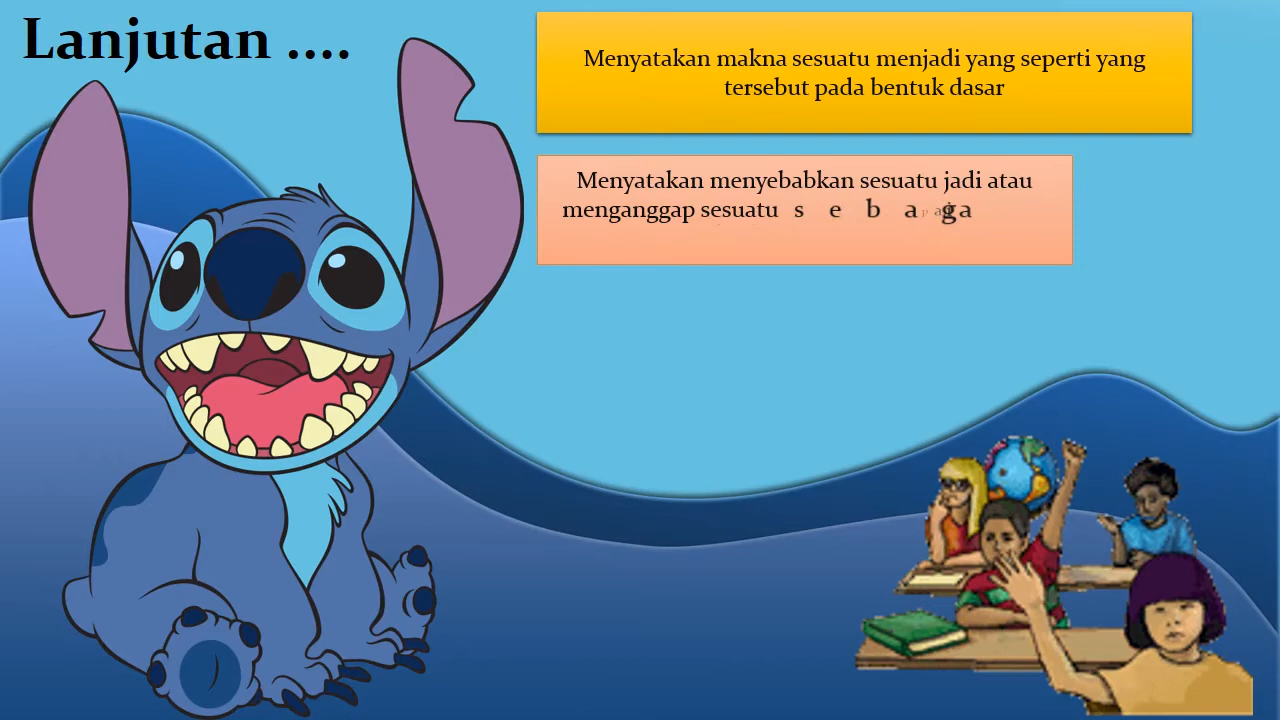 Lanjutan ....
Menyatakan makna sesuatu menjadi yang seperti yang
tersebut pada bentuk dasar
Menyatakan menyebabkan sesuatu jadi atau
menganggap sesuatu s e b a ga